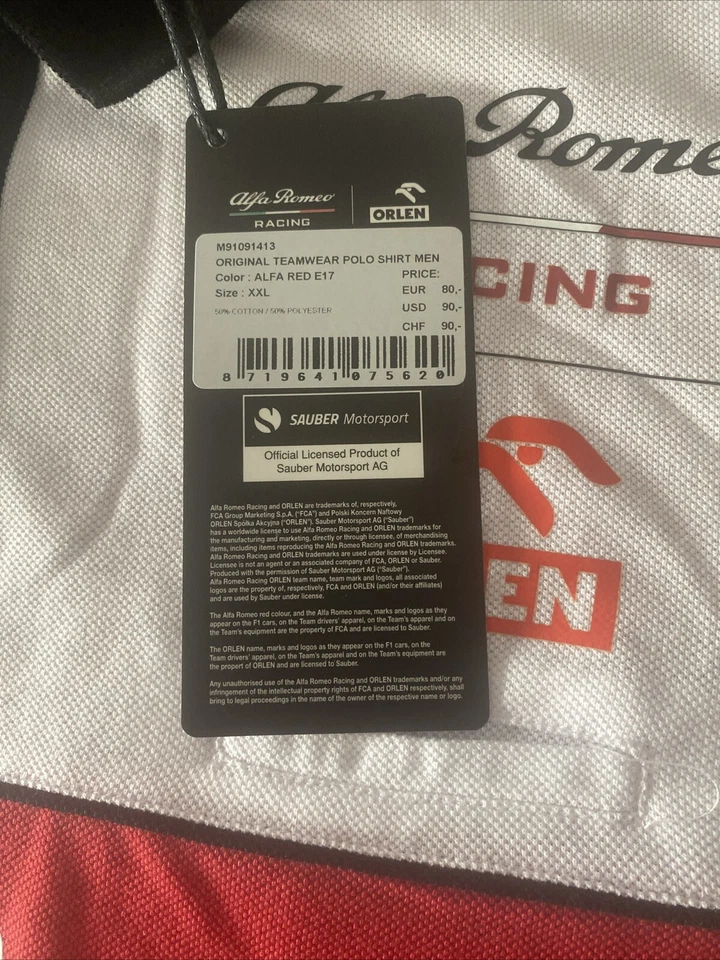 Alfa Romeo
RACING
ORLEN
M91091413
ORIGINAL TEAMWEAR POLO SHIRT MEN
Color : ALFA RED E17
PRICE:
Size : XXL
EUR 80,-
50% COTTON / 50% POLYESTER
USD 90,-
CHF 90,-
8 719641 075620
SAUBER Motorsport
Official Licensed Product of
Sauber Motorsport AG
Alfa Romeo Racing and ORLEN are trademarks of, respectively,
FCA Group Marketing S.p.A. ("FCA") and Polski Koncern Naftowy
ORLEN Spółka Akcyjna ("ORLEN"). Sauber Motorsport AG ("Sauber")
has a worldwide license to use Alfa Romeo Racing and ORLEN trademarks for
the manufacturing and marketing, directly or through licensee, of merchandising
items, including items reproducing the Alfa Romeo Racing and ORLEN trademarks.
Alfa Romeo Racing and ORLEN trademarks are used under license by Licensee.
Licensee is not an agent or an associated company of FCA, ORLEN or Sauber.
Produced with the permission of Sauber Motorsport AG ("Sauber").
Alfa Romeo Racing ORLEN team name, team mark and logos, all associated
logos are the property of, respectively, FCA and ORLEN (and/or their affiliates)
and are used by Sauber under license.
The Alfa Romeo red colour, and the Alfa Romeo name, marks and logos as they
appear on the F1 cars, on the Team drivers' apparel, on the Team's apparel and on
the Team's equipment are the property of FCA and are licensed to Sauber.
The ORLEN name, marks and logos as they appear on the F1 cars, on the
Team drivers' apparel, on the Team's apparel and on the Team's equipment are
the propert of ORLEN and are licensed to Sauber.
Any unauthorised use of the Alfa Romeo Racing and ORLEN trademarks and/or any
infringement of the intellectual property rights of FCA and ORLEN respectively, shall
bring to legal proceedings in the name of the owner of the respective name or logo.
Alfa Rome
CING
EN